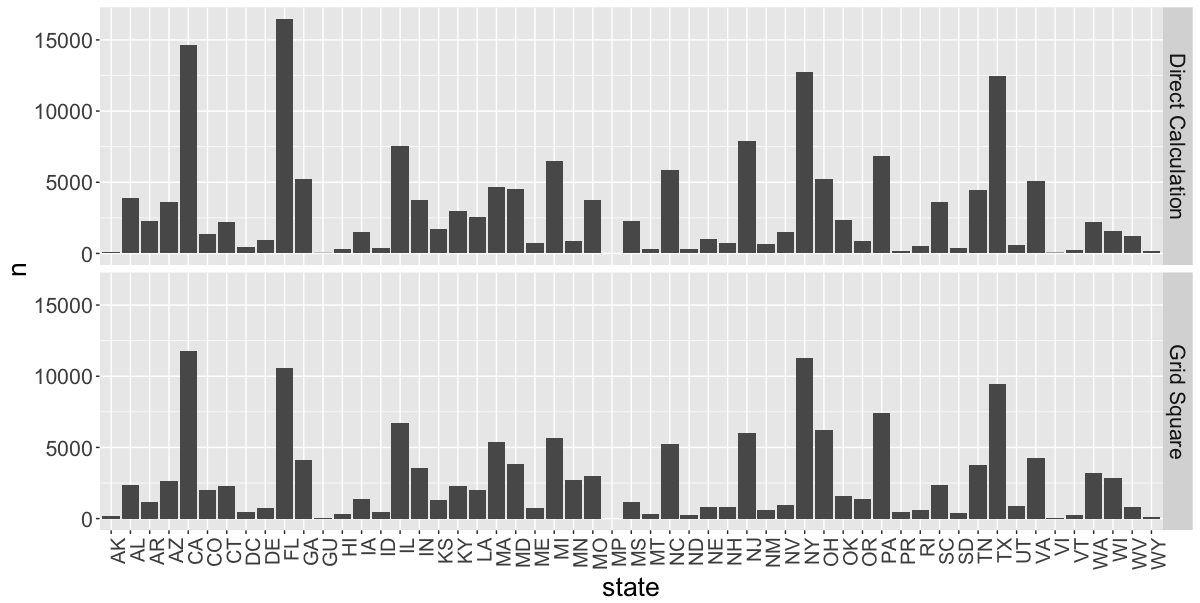 15000
10000
5000
0
Direct Calculation
n
15000
10000
5000
0
Grid Square
AK AL AR AZ CA CO CT DC DE FL GA GU HI IA ID IL IN KS KY LA MA MD ME MI MN MO MP MS MT NC ND NE NH NJ NM NV NY OH OK OR PA PR RI SC SD TN TX UT VA VI VT WA WI WV WY
state